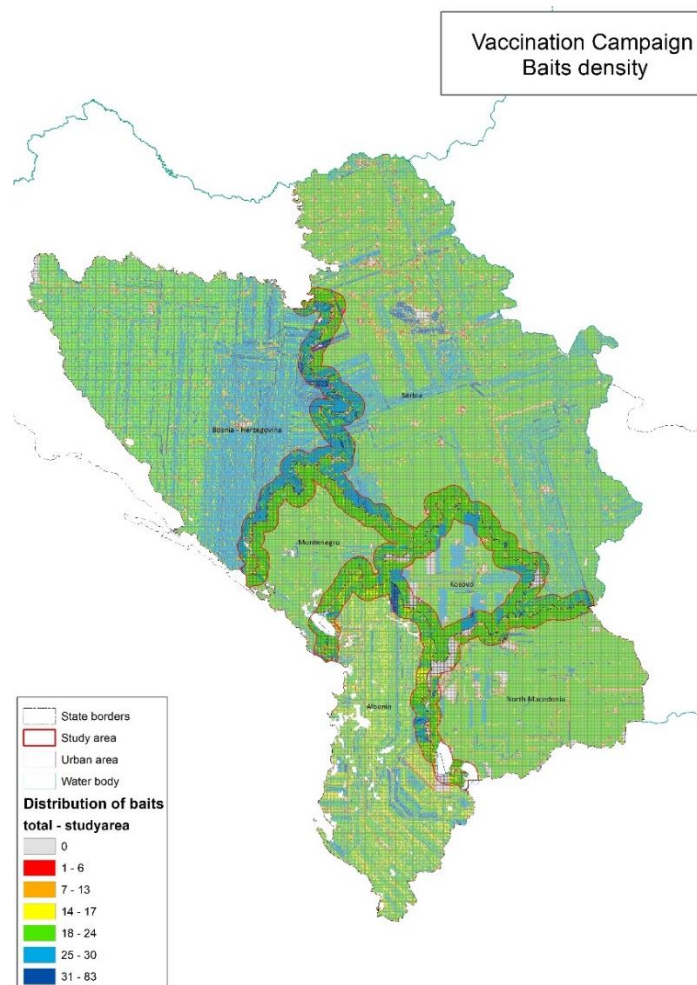 Vaccination Campaign
Baits density
Serbia
Bosnia - Herzegovina
Montenegro
Kosovo
North Macedonia
Albania
State borders
Study area
Urban area
Water body
Distribution of baits
total - studyarea
0
1 - 6
7 - 13
14 - 17
18 - 24
25 - 30
31 - 83